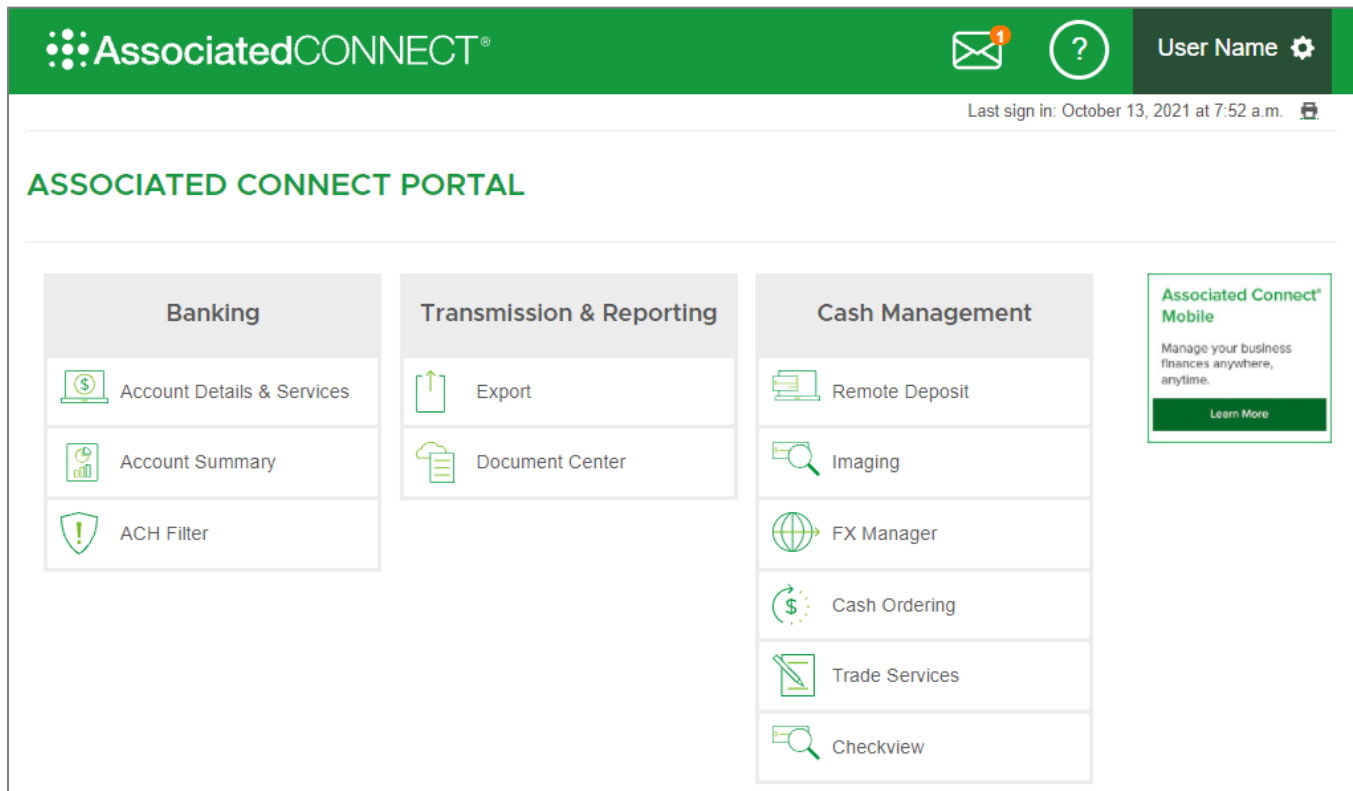 AssociatedCONNECT®
1
?
User Name
Last sign in: October 13, 2021 at 7:52 a.m.
ASSOCIATED CONNECT PORTAL
Banking
$
Account Details & Services
Account Summary
!
ACH Filter
Transmission & Reporting
Export
Document Center
Cash Management
Remote Deposit
Imaging
FX Manager
$
Cash Ordering
Trade Services
Checkview
Associated Connect®
Mobile
Manage your business
finances anywhere,
anytime.
Learn More